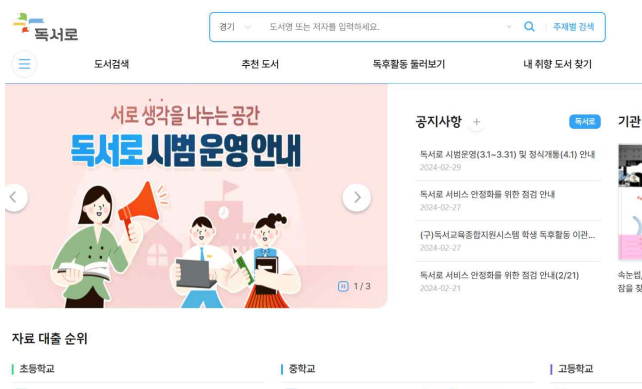 독서로
경기
도서명 또는 저자를 입력하세요.
주제별 검색
도서검색
추천 도서
독후활동 둘러보기
내 취향 도서 찾기
서로 생각을 나누는 공간
독서로 시범 운영 안내
1 / 3
공지사항 +
독서로
독서로 시범운영(3.1~3.31) 및 정식개통(4.1) 안내
2024-02-29
독서로 서비스 안정화를 위한 점검 안내
2024-02-27
(구)독서교육종합지원시스템 학생 독후활동 이관...
2024-02-27
독서로 서비스 안정화를 위한 점검 안내(2/21)
2024-02-21
기관
속눈썹,
잠을 찾
자료 대출 순위
초등학교
중학교
고등학교